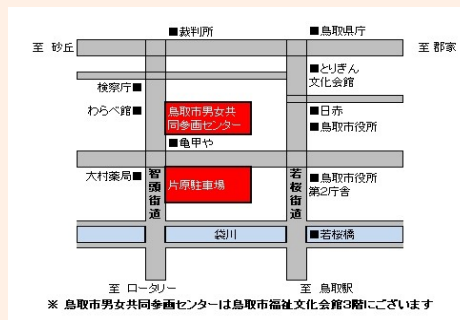 ■裁判所
■鳥取県庁
至 砂丘
至 郡家
■とりぎん
文化会館
検察庁■
わらべ館■
鳥取市男女共
同参画センター
■日赤
■鳥取市役所
■亀甲や
大村薬局■
智頭街道
片原駐車場
若桜街道
■鳥取市役所
第2庁舎
袋川
■若桜橋
至 ロータリー
至 鳥取駅
※ 鳥取市男女共同参画センターは鳥取市福祉文化会館3階にございます